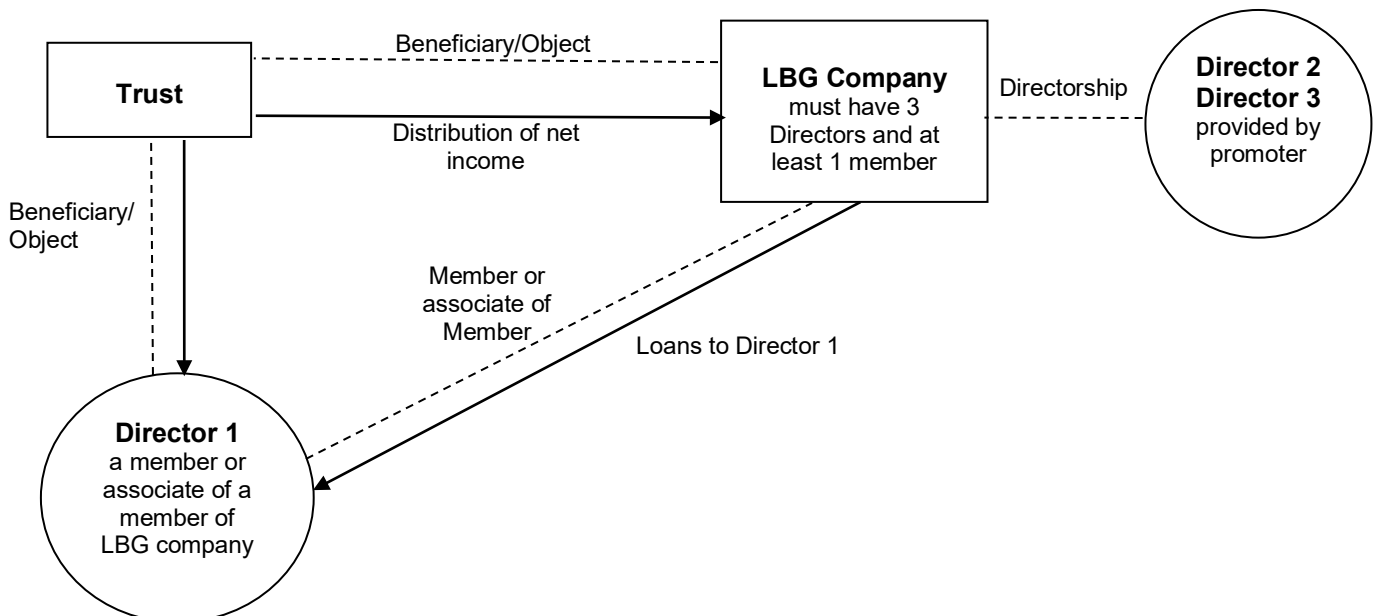 Trust
Beneficiary/Object
Distribution of net
income
LBG Company
must have 3
Directors and at
least 1 member
Directorship
Director 2
Director 3
provided by
promoter
Beneficiary/
Object
Member or
associate of
Member
Loans to Director 1
Director 1
a member or
associate of a
member of
LBG company